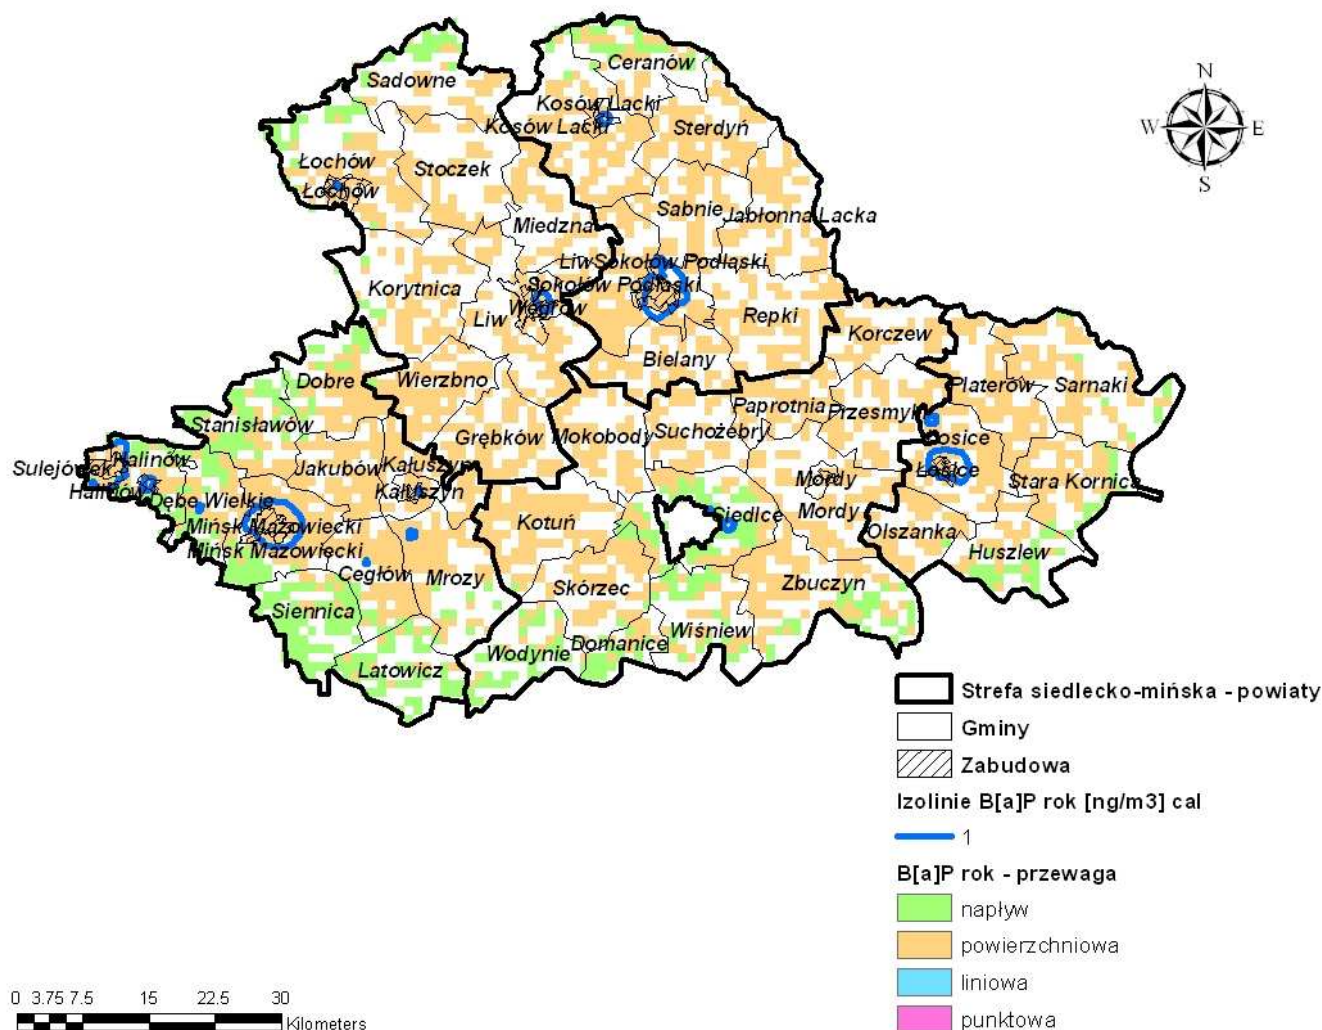 Ceranów
Sadowne
N
Kosów Lacki
Kosów Lacki
Sterdyń
W
E
S
Łochów
Stoczek
Łochów
Sabnie
Jabłonna Lacka
Miedzna
Liw
Sokołów Podlaski
Sokołów Podlaski
Korytnica
Węgrów
Liw
Repki
Korczew
Bielany
Dobre
Wierzbno
Platerów
Sarnaki
Paprotnia
Przesmyki
Stanisławów
Grębków
Mokobody
Suchożebry
Łosice
Halinów
Sulejówek
Jakubów
Kałuszyn
Łosice
Mordy
Stara Kornica
Halinów
Dębe Wielkie
Kałuszyn
Siedlce
Mordy
Mińsk Mazowiecki
Kotuń
Olszanka
Mińsk Mazowiecki
Huszlew
Cegłów
Mrozy
Skórzec
Zbuczyn
Siennica
Wiśniew
Domanice
Wodynie
Latowicz
Strefa siedlecko-mińska - powiaty
Gminy
Zabudowa
Izolinie B[a]P rok [ng/m3] cal
1
B[a]P rok - przewaga
napływ
powierzchniowa
liniowa
punktowa
0 3.75 7.5 15 22.5 30
Kilometers